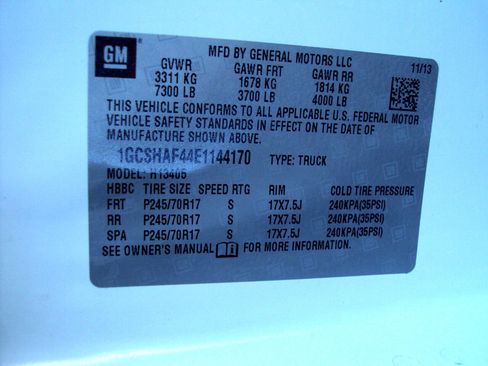 GM
MFD BY GENERAL MOTORS LLC
11/13
GVWR GAWR FRT GAWR RR
3311 KG 1678 KG 1814 KG
7300 LB 3700 LB 4000 LB
THIS VEHICLE CONFORMS TO ALL APPLICABLE U.S. FEDERAL MOTOR
VEHICLE SAFETY STANDARDS IN EFFECT ON THE DATE OF
MANUFACTURE SHOWN ABOVE.
1GCSHAF44E1144170 TYPE: TRUCK
MODEL: H13405
HBBC TIRE SIZE SPEED RTG RIM COLD TIRE PRESSURE
FRT P245/70R17 S 17X7.5J 240KPA(35PSI)
RR P245/70R17 S 17X7.5J 240KPA(35PSI)
SPA P245/70R17 S 17X7.5J 240KPA(35PSI)
SEE OWNER'S MANUAL FOR MORE INFORMATION.